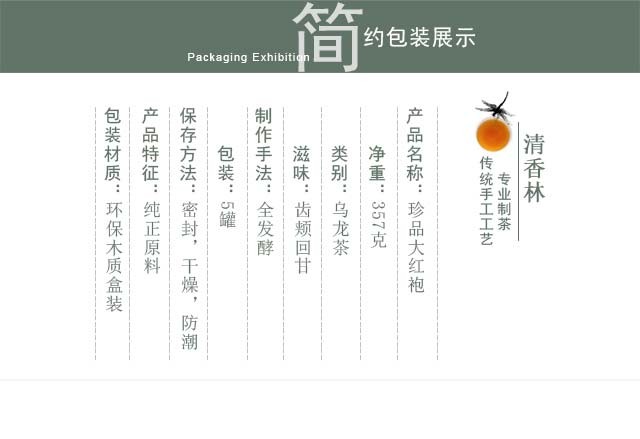 简约包装展示
Packaging Exhibition
清香林
专业制茶
传统手工工艺
产品名称：珍品大红袍
净重：357克
类别：乌龙茶
滋味：齿颊回甘
制作手法：全发酵
包装：5罐
保存方法：密封，干燥，防潮
产品特征：纯正原料
包装材质：环保木质盒装